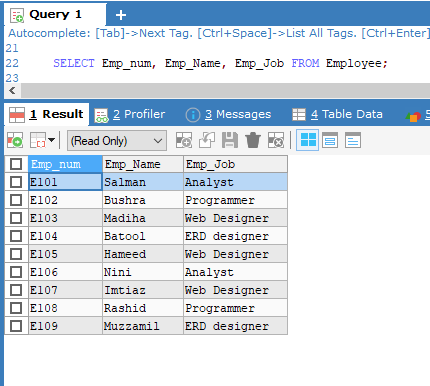 Query 1 +
Autocomplete: [Tab]->Next Tag. [Ctrl+Space]->List All Tags. [Ctrl+Enter]
21
22 SELECT Emp_num, Emp_Name, Emp_Job FROM Employee;
23
1 Result 2 Profiler 3 Messages 4 Table Data 5
(Read Only)
Emp_num Emp_Name Emp_Job
E101 Salman Analyst
E102 Bushra Programmer
E103 Madiha Web Designer
E104 Batool ERD designer
E105 Hameed Web Designer
E106 Nini Analyst
E107 Imtiaz Web Designer
E108 Rashid Programmer
E109 Muzzamil ERD designer